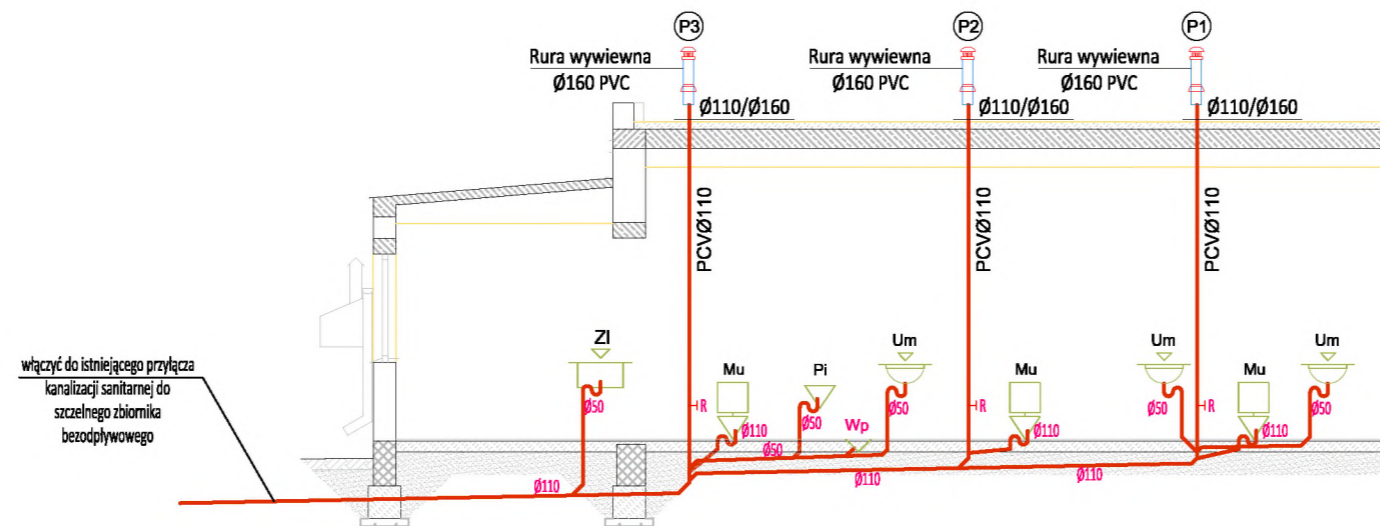 P3
P2
P1
Rura wywiewna
Ø160 PVC
Rura wywiewna
Ø160 PVC
Rura wywiewna
Ø160 PVC
Ø110/Ø160
Ø110/Ø160
Ø110/Ø160
PCVØ110
PCVØ110
PCVØ110
Zl
Mu
Pi
Um
Mu
Um
Mu
Um
włączyć do istniejącego przyłącza
kanalizacji sanitarnej do
szczelnego zbiornika
bezodpływowego
Ø50
R
Ø110
Ø50
Wp
Ø50
R
Ø110
Ø50
R
Ø110
Ø50
Ø50
Ø110
Ø110
Ø110